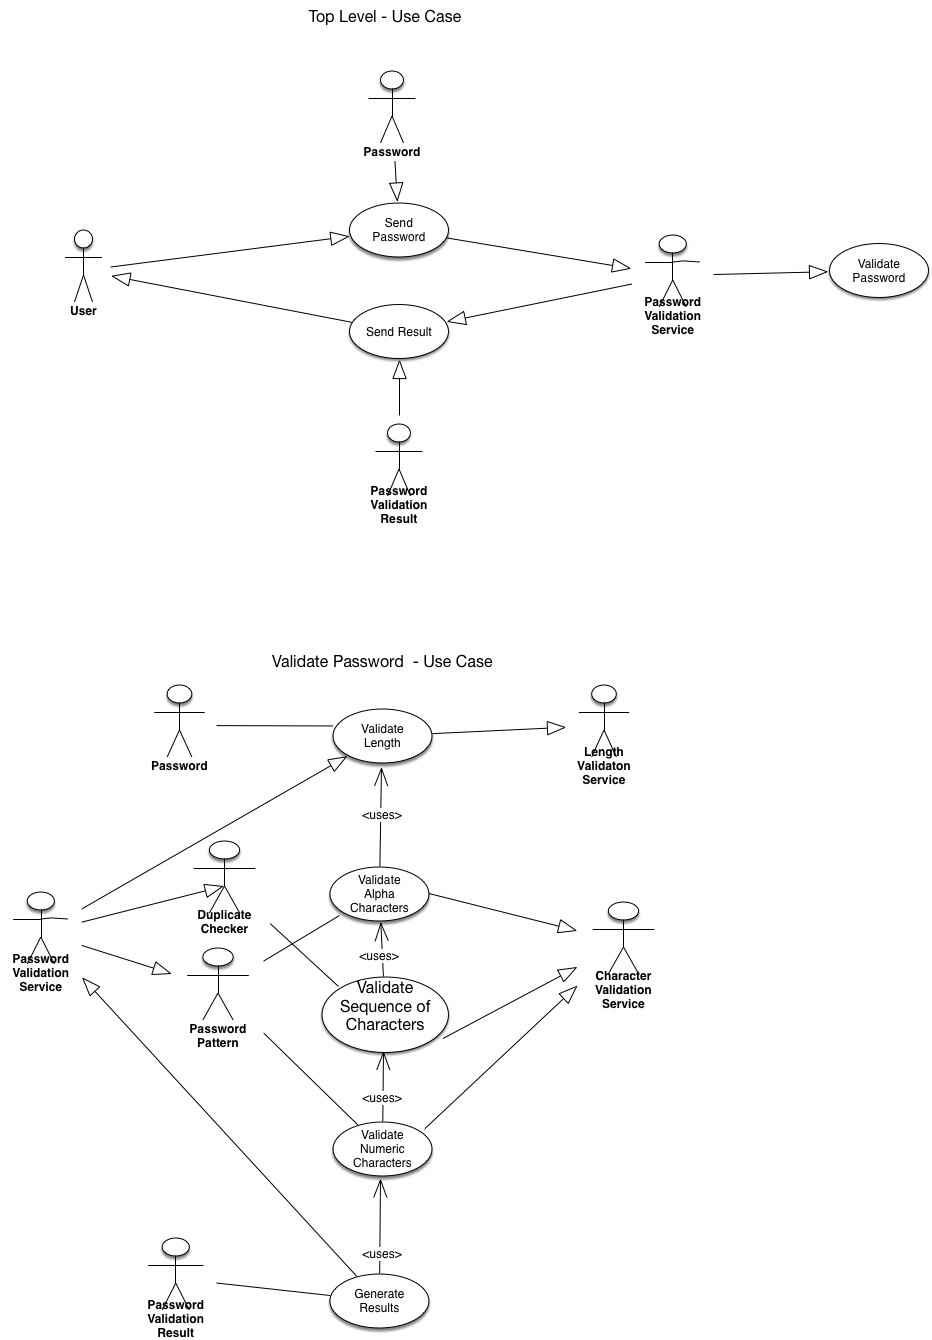 Top Level - Use Case
Password
Send
Password
User
Password
Validation
Service
Validate
Password
Send Result
Password
Validation
Result
Validate Password  - Use Case
Password
Validate
Length
Length
Validaton
Service
<uses>
Duplicate
Checker
Validate
Alpha
Characters
Password
Validation
Service
<uses>
Character
Validation
Service
Password
Pattern
Validate
Sequence of
Characters
<uses>
Validate
Numeric
Characters
<uses>
Password
Validation
Result
Generate
Results